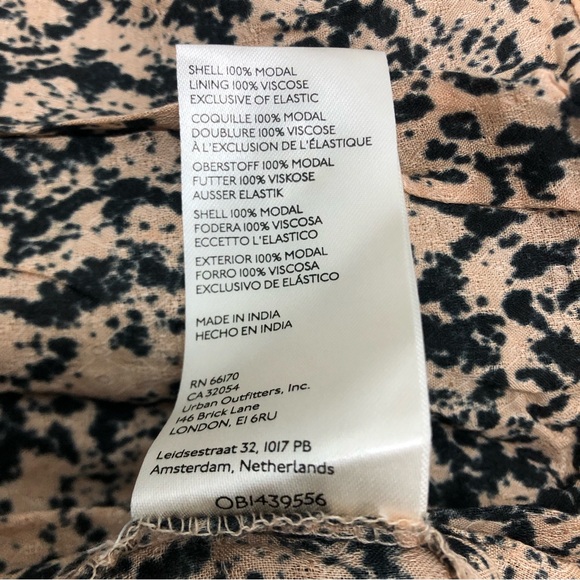 SHELL 100% MODAL
LINING 100% VISCOSE
EXCLUSIVE OF ELASTIC
COQUILLE 100% MODAL
DOUBLURE 100% VISCOSE
À L'EXCLUSION DE L'ÉLASTIQUE
OBERSTOFF 100% MODAL
FUTTER 100% VISKOSE
AUSSER ELASTIK
SHELL 100% MODAL
FODERA 100% VISCOSA
ECCETTO L'ELASTICO
EXTERIOR 100% MODAL
FORRO 100% VISCOSA
EXCLUSIVO DE ELÁSTICO
MADE IN INDIA
HECHO EN INDIA
RN 66170
CA 32054
Urban Outfitters, Inc.
146 Brick Lane
LONDON, E1 6RU
Leidsestraat 32, 1017 PB
Amsterdam, Netherlands
OB1439556